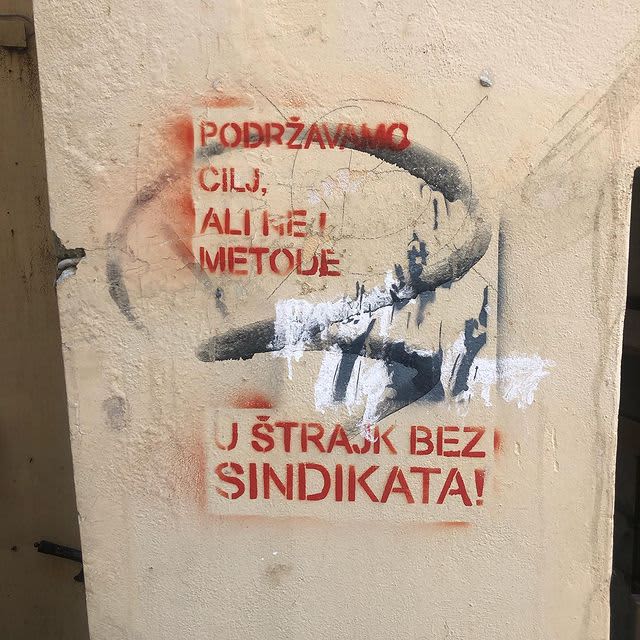 PODRŽAVAMO
CILJ,
ALI NE I
METODE
U ŠTRAJK BEZ
SINDIKATA!